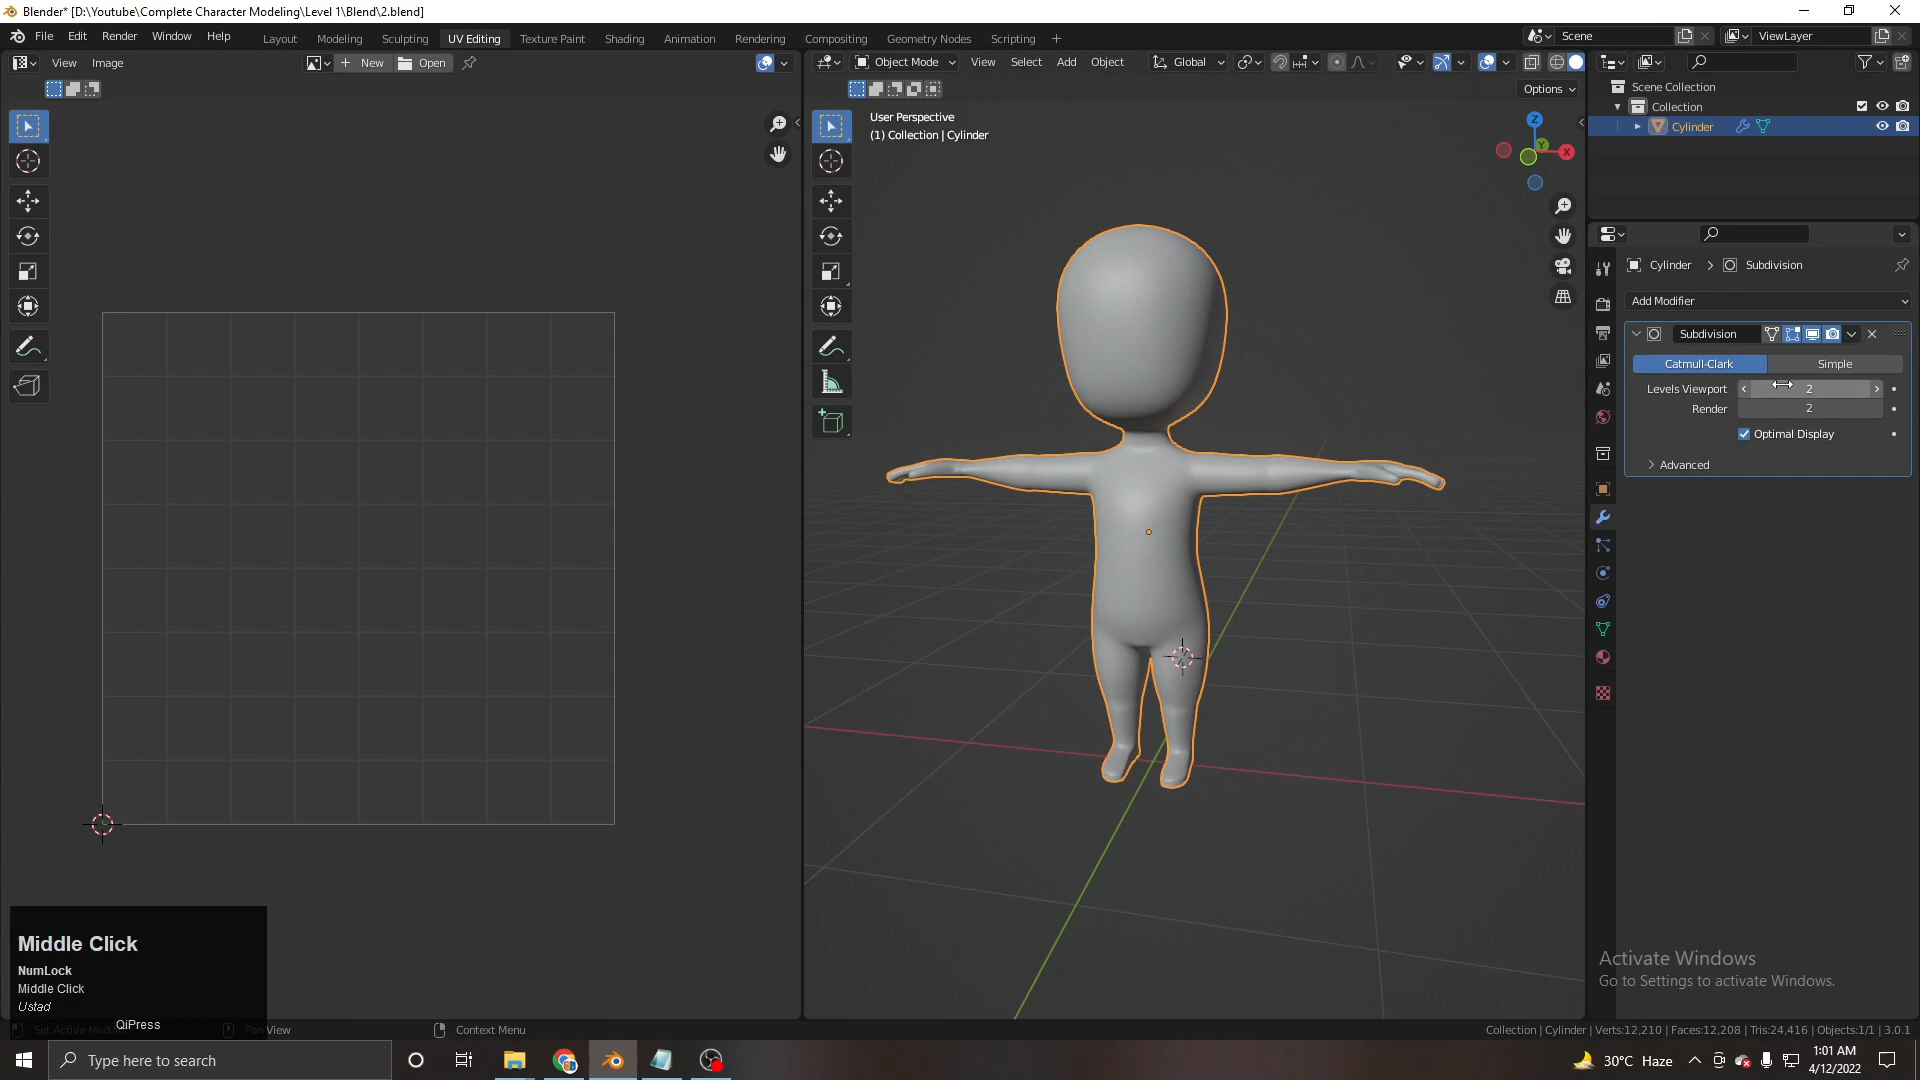 Blender* [D:\Youtube\Complete Character Modeling\Level 1\Blend\2.blend]
File Edit Render Window Help Layout Modeling Sculpting UV Editing Texture Paint Shading Animation Rendering Compositing Geometry Nodes Scripting + Scene ViewLayer
View Image New Open Object Mode View Select Add Object Global
Options
Scene Collection
Collection
Cylinder
User Perspective
(1) Collection | Cylinder
Z
Y
X
Cylinder > Subdivision
Add Modifier
Subdivision
Catmull-Clark Simple
Levels Viewport 2
Render 2
Optimal Display
Advanced
Middle Click
NumLock
Middle Click
Ustad
QiPress
Pan View Context Menu
Activate Windows
Go to Settings to activate Windows.
Collection | Cylinder | Verts:12,210 | Faces:12,208 | Tris:24,416 | Objects:1/1 | 3.0.1
Type here to search
30°C Haze
1:01 AM
4/12/2022